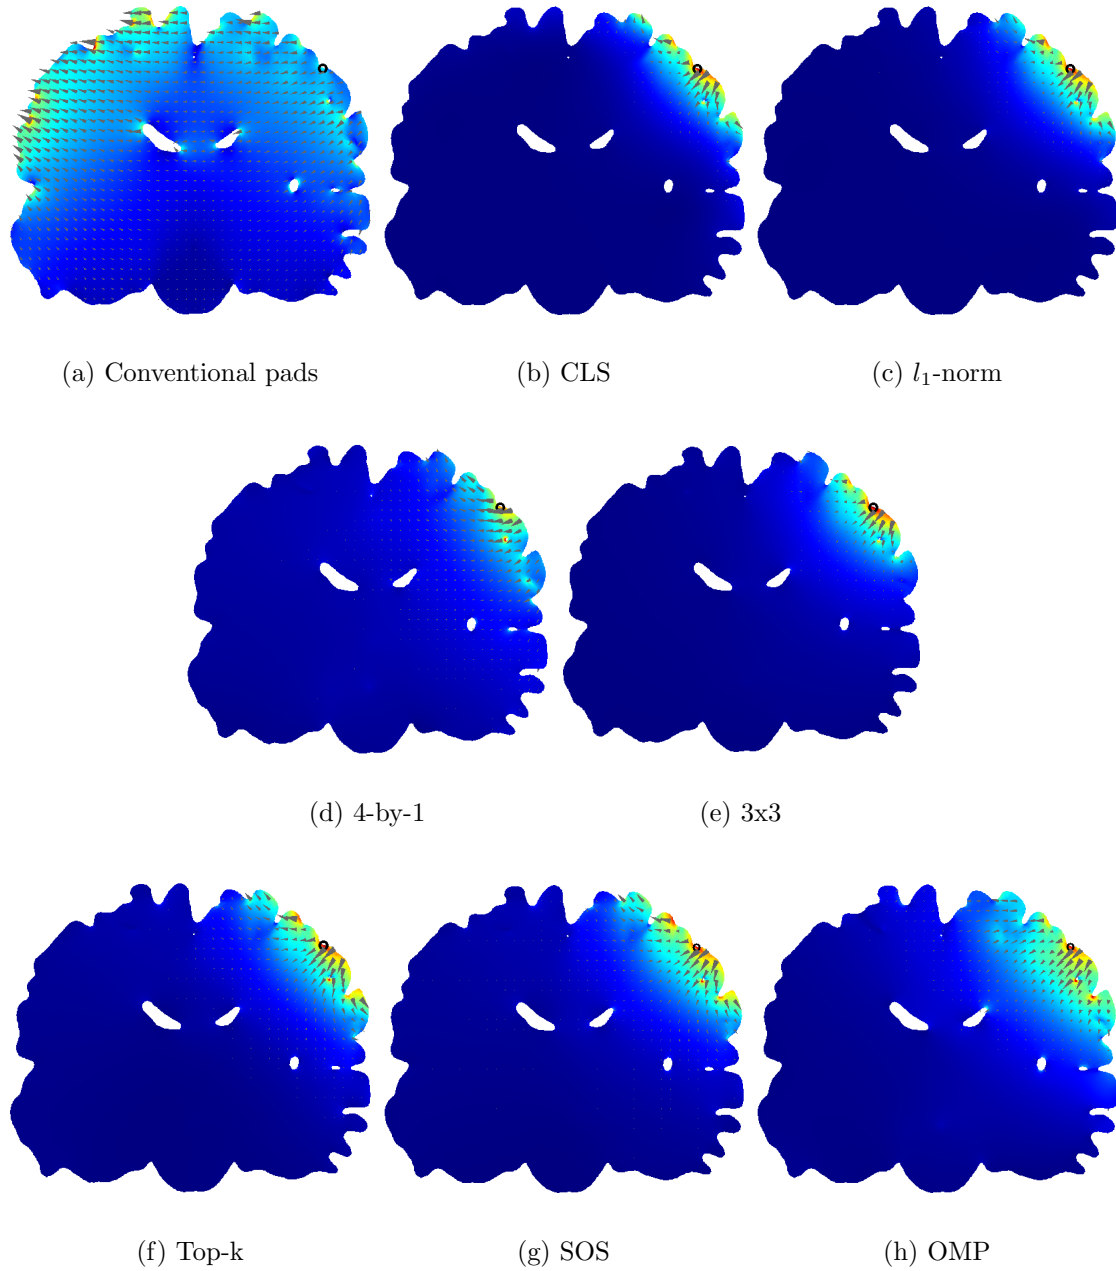 (a) Conventional pads
(b) CLS
(c) l₁-norm
(d) 4-by-1
(e) 3x3
(f) Top-k
(g) SOS
(h) OMP